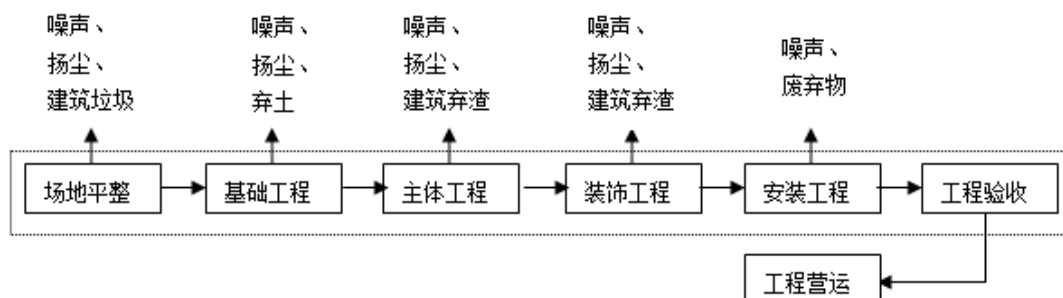 噪声、
扬尘、
建筑垃圾
噪声、
扬尘、
弃土
噪声、
扬尘、
建筑弃渣
噪声、
扬尘、
建筑弃渣
噪声、
废弃物
场地平整
基础工程
主体工程
装饰工程
安装工程
工程验收
工程营运